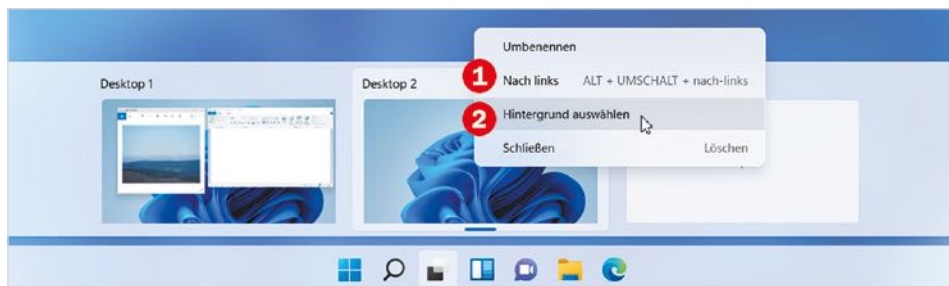 Umbenennen
Desktop 1
Desktop 2
1 Nach links ALT + UMSCHALT + nach-links
2 Hintergrund auswählen
Schließen Löschen